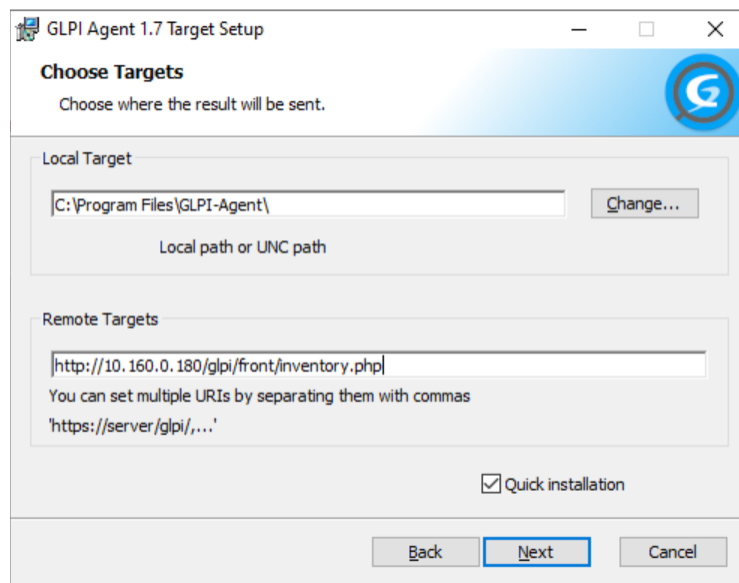 GLPI Agent 1.7 Target Setup
Choose Targets
Choose where the result will be sent.
Local Target
C:\Program Files\GLPI-Agent\
Change...
Local path or UNC path
Remote Targets
http://10.160.0.180/glpi/front/inventory.php
You can set multiple URIs by separating them with commas
'https://server/glpi/,...'
Quick installation
Back Next Cancel